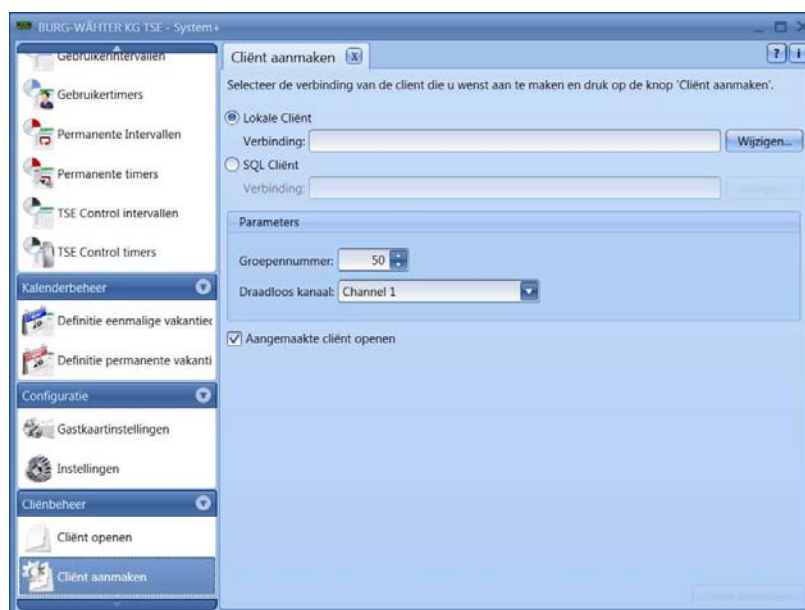 BURG-WÄHTER KG TSE - System+
Gebruikerintervallen
Gebruikertimers
Permanente Intervallen
Permanente timers
TSE Control intervallen
TSE Control timers
Kalenderbeheer
Definitie eenmalige vakantiec
Definitie permanente vakanti
Configuratie
Gastkaartinstellingen
Instellingen
Cliënbeheer
Cliënt openen
Cliënt aanmaken
Cliënt aanmaken X
? i
Selecteer de verbinding van de client die u wenst aan te maken en druk op de knop 'Cliënt aanmaken'.
Lokale Cliënt
Verbinding: Wijzigen...
SQL Cliënt
Verbinding:
Parameters
Groepennummer: 50
Draadloos kanaal: Channel 1
Aangemaakte cliënt openen